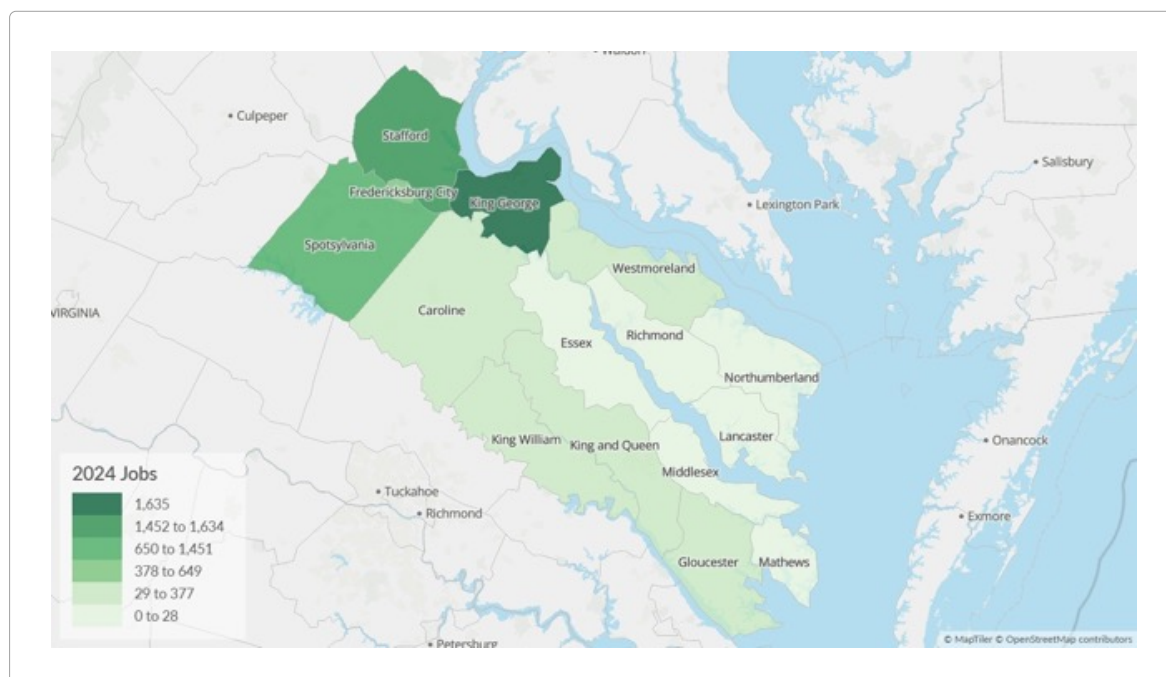 Culpeper
Stafford
Salisbury
Fredericksburg City
King George
Lexington Park
Spotsylvania
Westmoreland
VIRGINIA
Caroline
Richmond
Essex
Northumberland
Lancaster
King William
King and Queen
Onancock
Middlesex
2024 Jobs
1,635
1,452 to 1,634
650 to 1,451
378 to 649
29 to 377
0 to 28
Tuckahoe
Richmond
Exmore
Gloucester
Mathews
Petersburg
© MapTiler © OpenStreetMap contributors